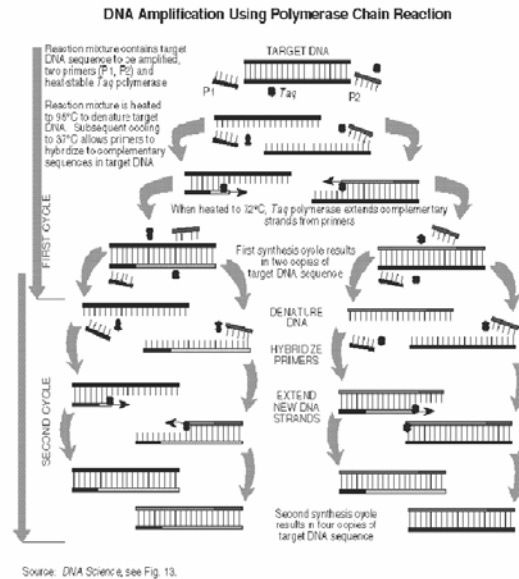 DNA Amplification Using Polymerase Chain Reaction
Reaction mixture contains target
DNA sequence to be amplified,
two primers (P1, P2) and
heat-stable Taq polymerase
TARGET DNA
P1
Taq
P2
Reaction mixture is heated
to 95°C to denature target
DNA. Subsequent cooling
to 37°C allows primers to
hybridize to complementary
sequences in target DNA
When heated to 72°C, Taq polymerase extends complementary
strands from primers
FIRST CYCLE
First synthesis cycle results
in two copies of
target DNA sequence
DENATURE
DNA
HYBRIDIZE
PRIMERS
SECOND CYCLE
EXTEND
NEW DNA
STRANDS
Second synthesis cycle
results in four copies of
target DNA sequence
Source: DNA Science, see Fig. 13.